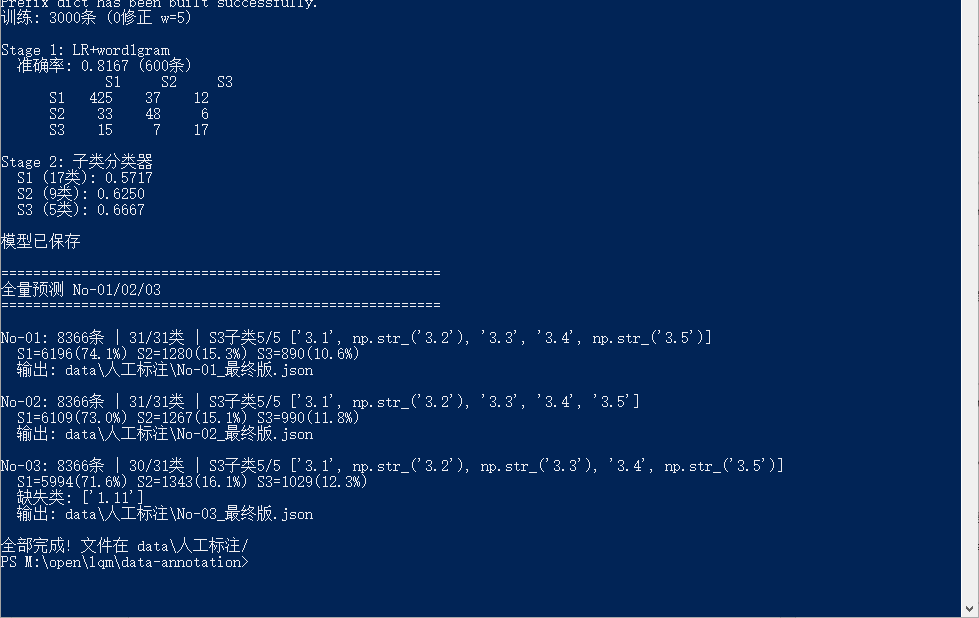 Prefix dict has been built successfully.
训练: 3000条 (0修正 w=5)
Stage 1: LR+word1gram
准确率: 0.8167 (600条)
S1 S2 S3
S1 425 37 12
S2 33 48 6
S3 15 7 17
Stage 2: 子类分类器
S1 (17类): 0.5717
S2 (9类): 0.6250
S3 (5类): 0.6667
模型已保存
=======================================================
全量预测 No-01/02/03
=======================================================
No-01: 8366条 | 31/31类 | S3子类5/5 ['3.1', np.str_('3.2'), '3.3', '3.4', np.str_('3.5')]
S1=6196(74.1%) S2=1280(15.3%) S3=890(10.6%)
输出: data\人工标注\No-01_最终版.json
No-02: 8366条 | 31/31类 | S3子类5/5 ['3.1', np.str_('3.2'), '3.3', '3.4', '3.5']
S1=6109(73.0%) S2=1267(15.1%) S3=990(11.8%)
输出: data\人工标注\No-02_最终版.json
No-03: 8366条 | 30/31类 | S3子类5/5 ['3.1', np.str_('3.2'), np.str_('3.3'), '3.4', np.str_('3.5')]
S1=5994(71.6%) S2=1343(16.1%) S3=1029(12.3%)
缺失类: ['1.11']
输出: data\人工标注\No-03_最终版.json
全部完成! 文件在 data\人工标注/
PS M:\open\lqm\data-annotation>